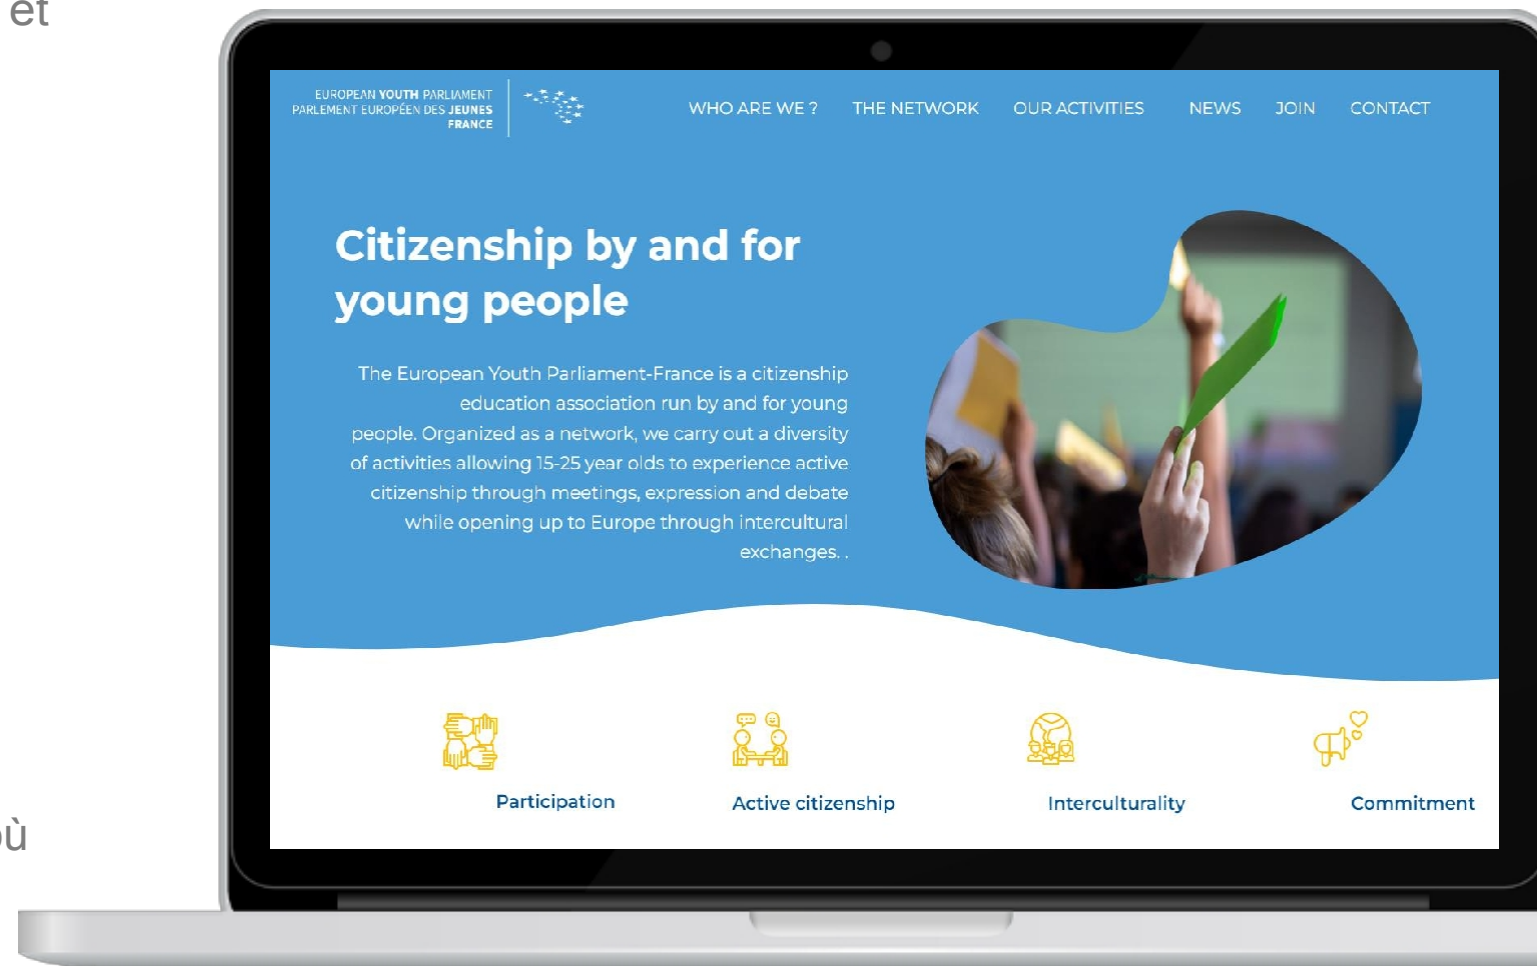 et
EUROPEAN YOUTH PARLIAMENT
PARLEMENT EUROPÉEN DES JEUNES
FRANCE
WHO ARE WE ?
THE NETWORK
OUR ACTIVITIES
NEWS
JOIN
CONTACT
Citizenship by and for
young people
The European Youth Parliament-France is a citizenship
education association run by and for young
people. Organized as a network, we carry out a diversity
of activities allowing 15-25 year olds to experience active
citizenship through meetings, expression and debate
while opening up to Europe through intercultural
exchanges. .
Participation
Active citizenship
Interculturality
Commitment
où